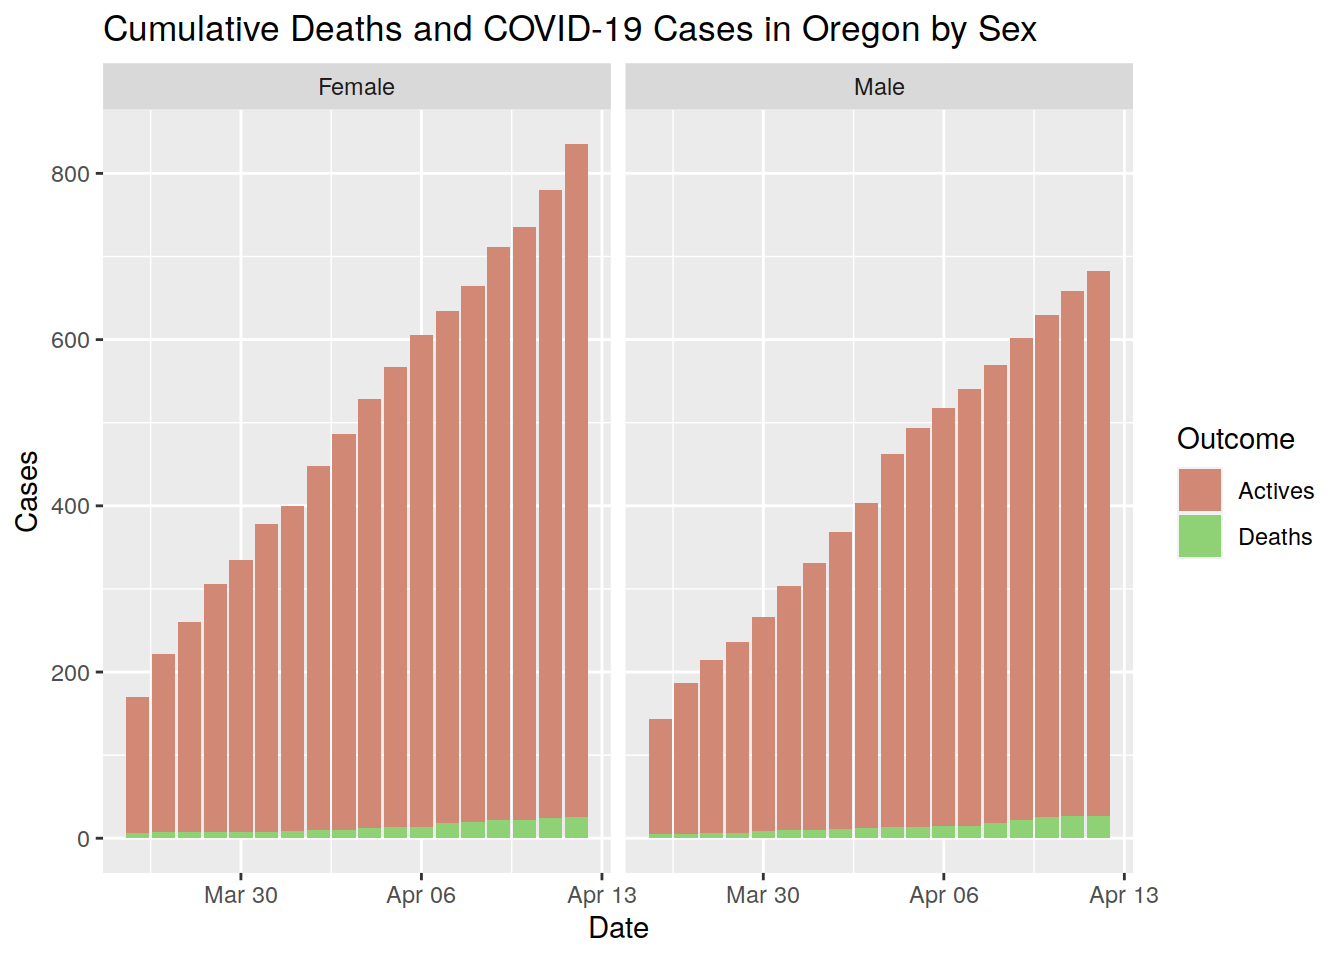 Cumulative Deaths and COVID-19 Cases in Oregon by Sex
Female
Male
800
600
400
200
0
Cases
Mar 30
Apr 06
Apr 13
Mar 30
Apr 06
Apr 13
Date
Outcome
Actives
Deaths